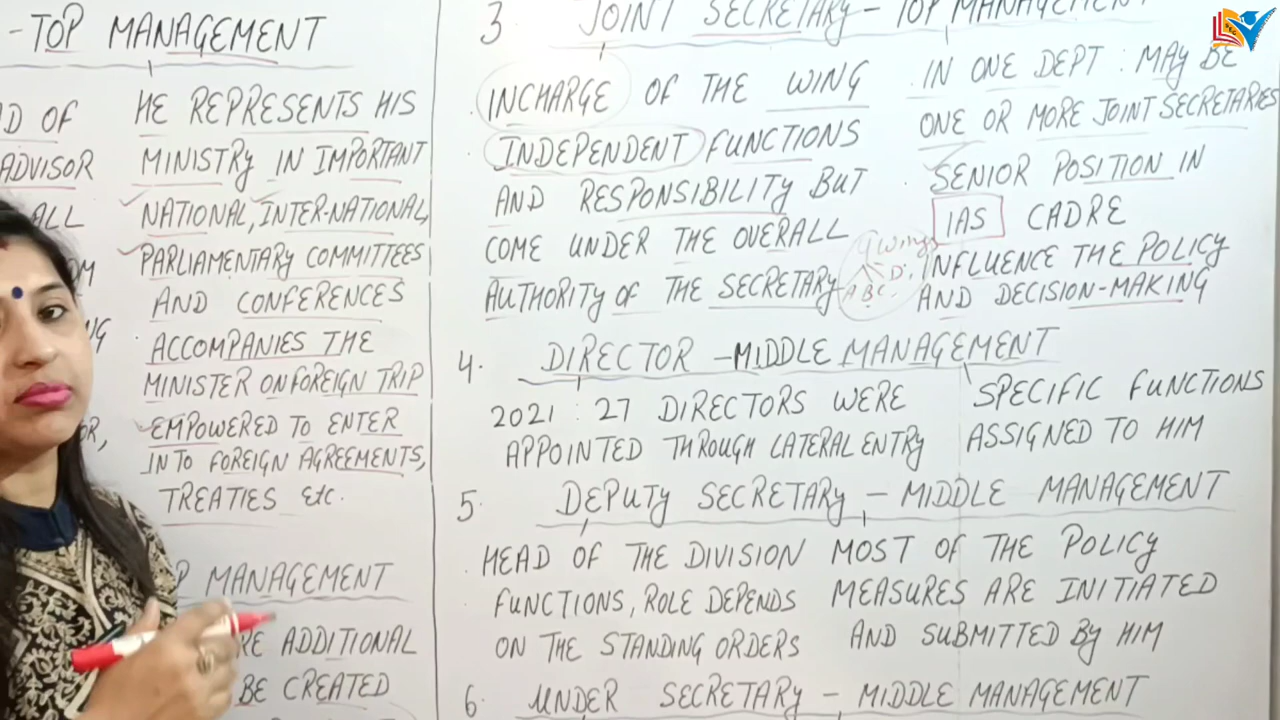 - TOP MANAGEMENT
HE REPRESENTS HIS
MINISTRY IN IMPORTANT
NATIONAL, INTER-NATIONAL,
PARLIAMENTARY COMMITTEES
AND CONFERENCES
ACCOMPANIES THE
MINISTER ON FOREIGN TRIP
EMPOWERED TO ENTER
INTO FOREIGN AGREEMENTS,
TREATIES Etc.
OF
ADVISOR
ALL
P MANAGEMENT
RE ADDITIONAL
BE CREATED
3. JOINT SECRETARY - TOP MANAGEMENT
. INCHARGE OF THE WING
. INDEPENDENT FUNCTIONS
AND RESPONSIBILITY BUT
COME UNDER THE OVERALL
AUTHORITY OF THE SECRETARY
wings
A B C. D.
. IN ONE DEPT : MAY BE
ONE OR MORE JOINT SECRETARIES
. SENIOR POSITION IN
IAS CADRE
. INFLUENCE THE POLICY
AND DECISION-MAKING
4. DIRECTOR - MIDDLE MANAGEMENT
2021 : 27 DIRECTORS WERE
APPOINTED THROUGH LATERAL ENTRY
SPECIFIC FUNCTIONS
ASSIGNED TO HIM
5. DEPUTY SECRETARY - MIDDLE MANAGEMENT
. HEAD OF THE DIVISION
FUNCTIONS, ROLE DEPENDS
ON THE STANDING ORDERS
MOST OF THE POLICY
MEASURES ARE INITIATED
AND SUBMITTED BY HIM
6. UNDER SECRETARY - MIDDLE MANAGEMENT